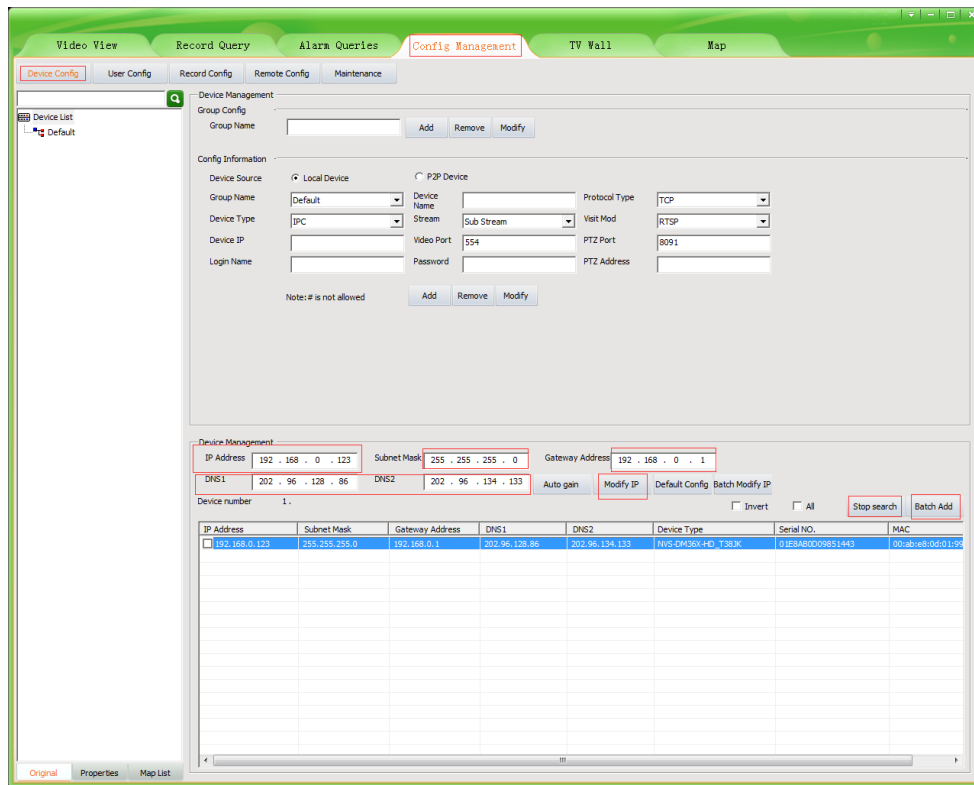 Video View Record Query Alarm Queries Config Management TV Wall Map
Device Config User Config Record Config Remote Config Maintenance
Device List
Default
Device Management
Group Config
Group Name Add Remove Modify
Config Information
Device Source Local Device P2P Device
Group Name Default Device Name Protocol Type TCP
Device Type IPC Stream Sub Stream Visit Mod RTSP
Device IP Video Port 554 PTZ Port 8091
Login Name Password PTZ Address
Note:# is not allowed Add Remove Modify
Device Management
IP Address 192 . 168 . 0 . 123 Subnet Mask 255 . 255 . 255 . 0 Gateway Address 192 . 168 . 0 . 1
DNS1 202 . 96 . 128 . 86 DNS2 202 . 96 . 134 . 133 Auto gain Modify IP Default Config Batch Modify IP
Device number 1 . Invert All Stop search Batch Add
IP Address Subnet Mask Gateway Address DNS1 DNS2 Device Type Serial NO. MAC
192.168.0.123 255.255.255.0 192.168.0.1 202.96.128.86 202.96.134.133 NVS-DM36X-HD_T38JK 01E8AB0D09851443 00:ab:e8:0d:01:99
Original Properties Map List